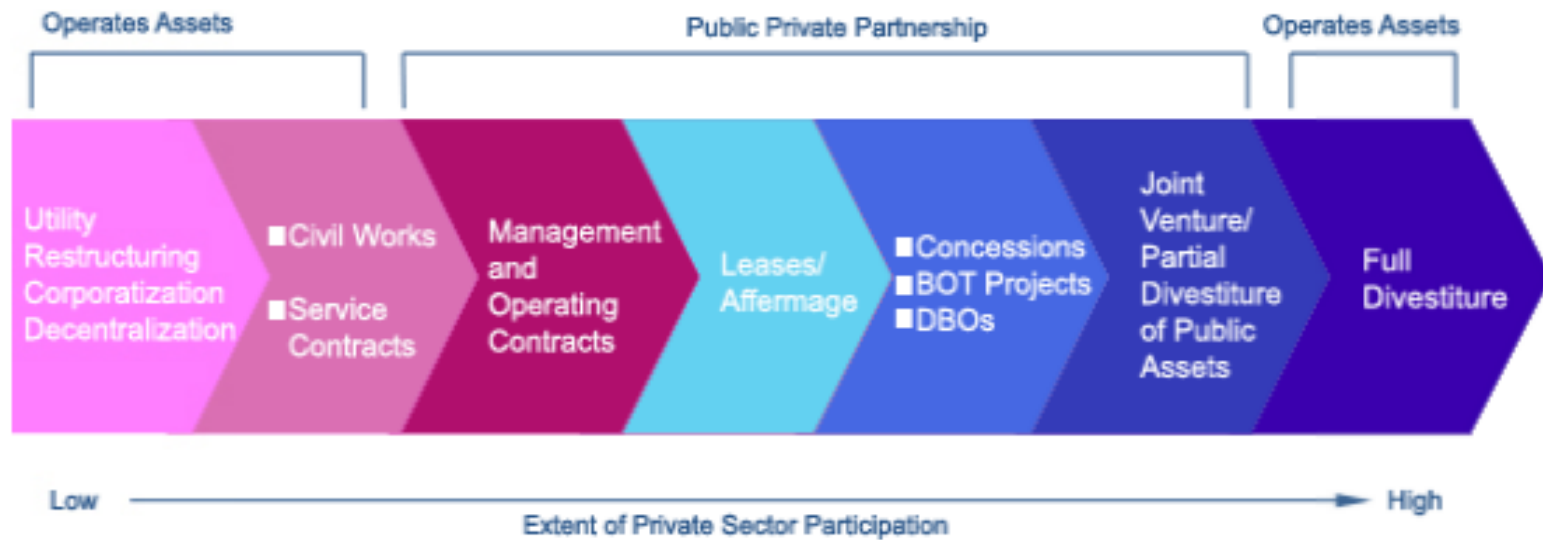 Operates Assets
Public Private Partnership
Operates Assets
Utility
Restructuring
Corporatization
Decentralization
■Civil Works
■Service
Contracts
Management
and
Operating
Contracts
Leases/
Affermage
■Concessions
■BOT Projects
■DBOs
Joint
Venture/
Partial
Divestiture
of Public
Assets
Full
Divestiture
Low
High
Extent of Private Sector Participation